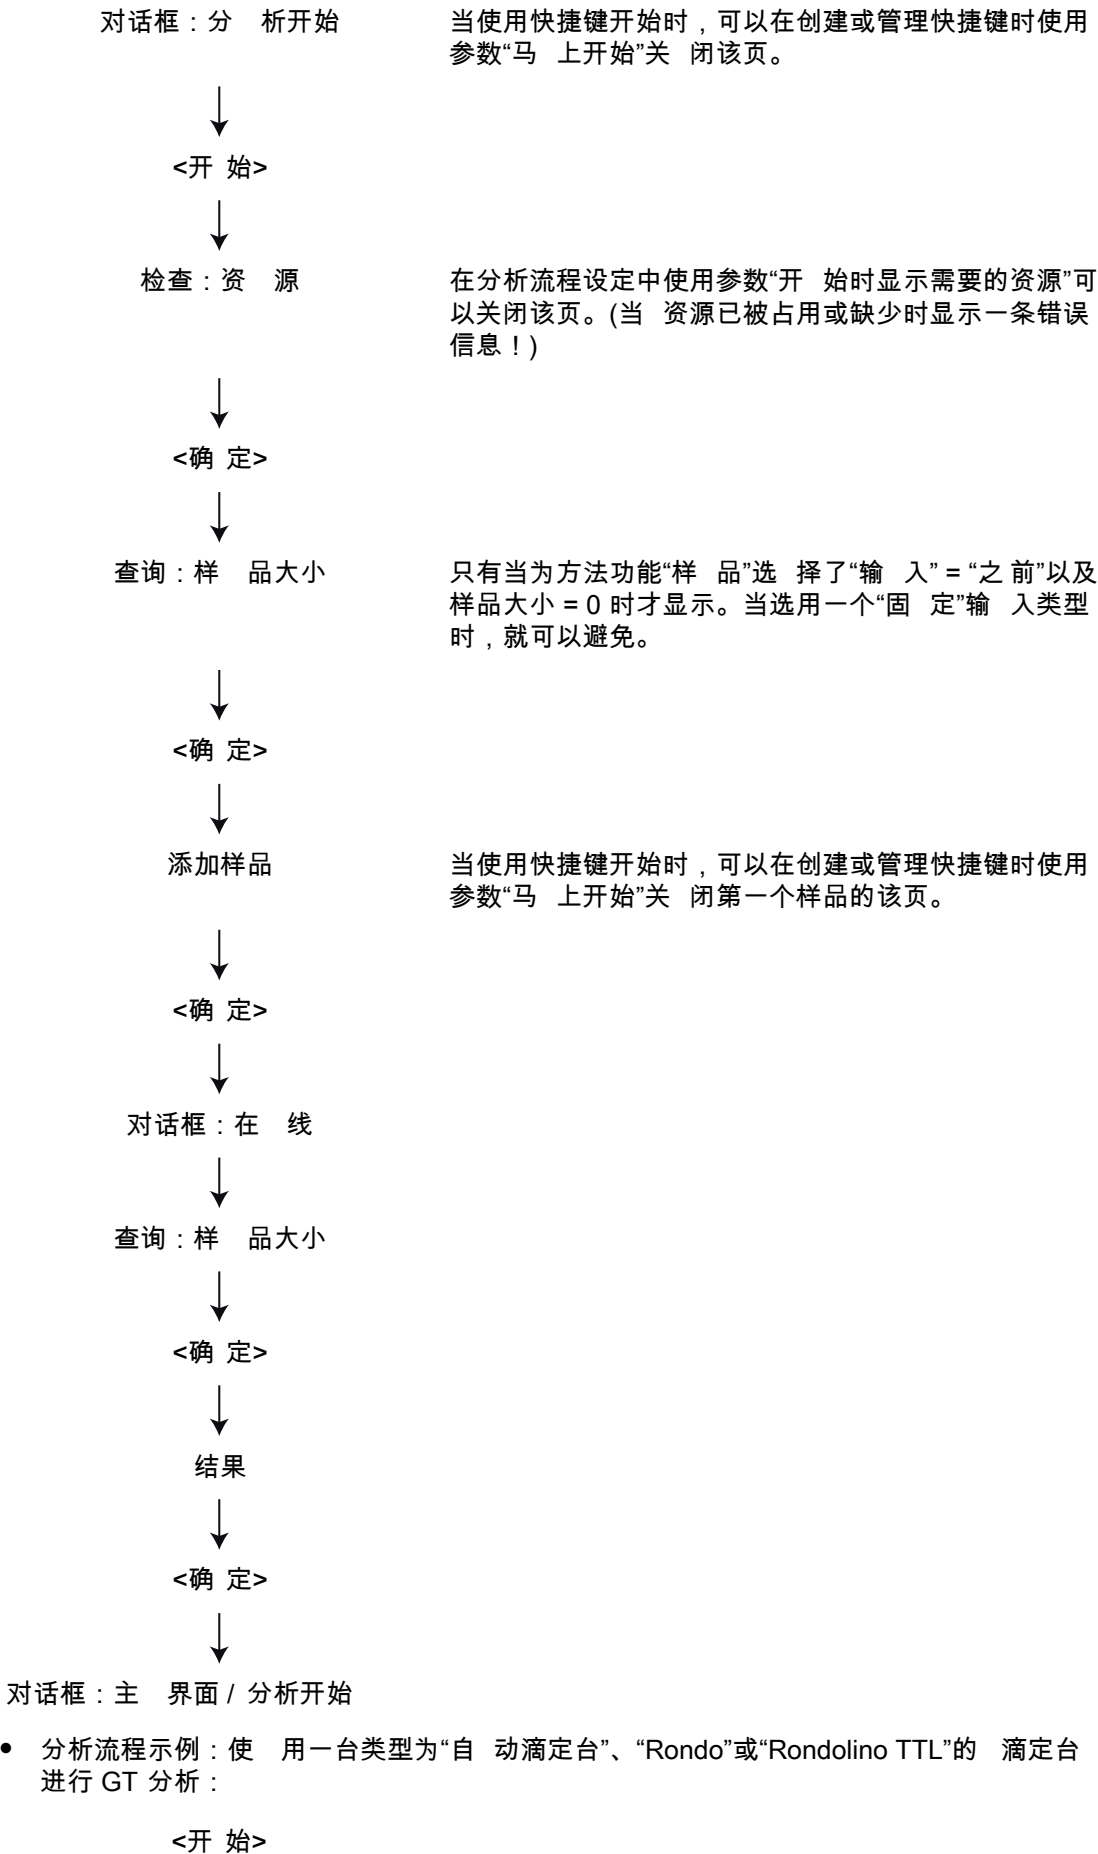 对话框：分 析开始
当使用快捷键开始时，可以在创建或管理快捷键时使用
参数“马 上开始”关 闭该页。
<开 始>
检查：资 源
在分析流程设定中使用参数“开 始时显示需要的资源”可
以关闭该页。(当 资源已被占用或缺少时显示一条错误
信息！)
<确 定>
查询：样 品大小
只有当为方法功能“样 品”选 择了“输 入” = “之 前”以及
样品大小 = 0 时才显示。当选用一个“固 定”输 入类型
时，就可以避免。
<确 定>
添加样品
当使用快捷键开始时，可以在创建或管理快捷键时使用
参数“马 上开始”关 闭第一个样品的该页。
<确 定>
对话框：在 线
查询：样 品大小
<确 定>
结果
<确 定>
对话框：主 界面 / 分析开始
• 分析流程示例：使 用一台类型为“自 动滴定台”、“Rondo”或“Rondolino TTL”的 滴定台
进行 GT 分析：
<开 始>